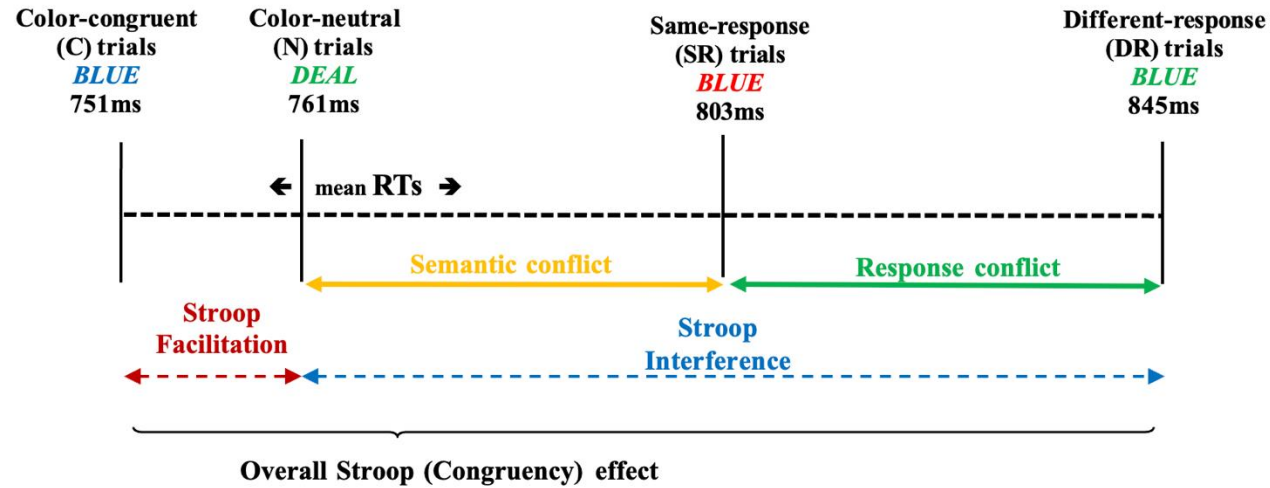 Color-congruent
(C) trials
BLUE
751ms
Color-neutral
(N) trials
DEAL
761ms
Same-response
(SR) trials
BLUE
803ms
Different-response
(DR) trials
BLUE
845ms
🡸 mean RTs 🡺
Semantic conflict
Response conflict
Stroop
Facilitation
Stroop
Interference
Overall Stroop (Congruency) effect